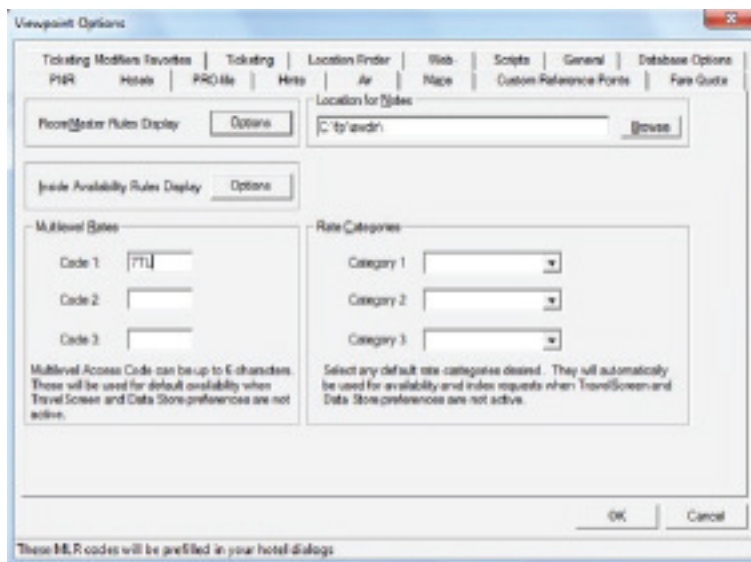 Viewpoint Options
Ticketing Modifiers Favorites Ticketing Location Finder Web Scripts General Database Options
PNR Hotels PRO-file Hints Air Maps Custom Reference Points Fare Quote
RoomMaster Rules Display Options
Location for Notes
Browse
Inside Availability Rules Display Options
Multilevel Rates
Code 1: 7TL
Code 2:
Code 3:
Multilevel Access Code can be up to 6 characters.
These will be used for default availability when
TravelScreen and Data Store preferences are not
active.
Rate Categories
Category 1
Category 2
Category 3
Select any default rate categories desired. They will automatically
be used for availability and index requests when TravelScreen and
Data Store preferences are not active.
OK Cancel
These MLR codes will be prefilled in your hotel dialogs